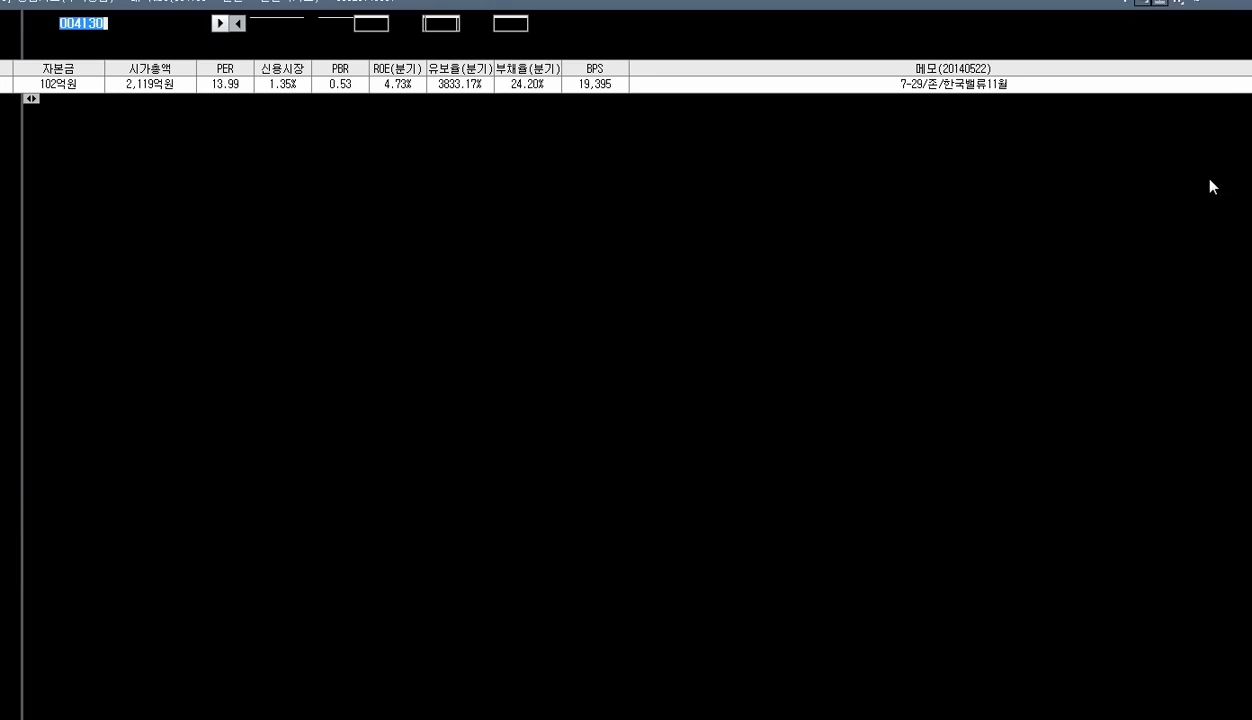 004130
자본금 시가총액 PER 신용시장 PBR ROE(분기) 유보율(분기) 부채율(분기) BPS 메모(20140522)
102억원 2,119억원 13.99 1.35% 0.53 4.73% 3833.17% 24.20% 19,395 7-29/존/한국밸류11월